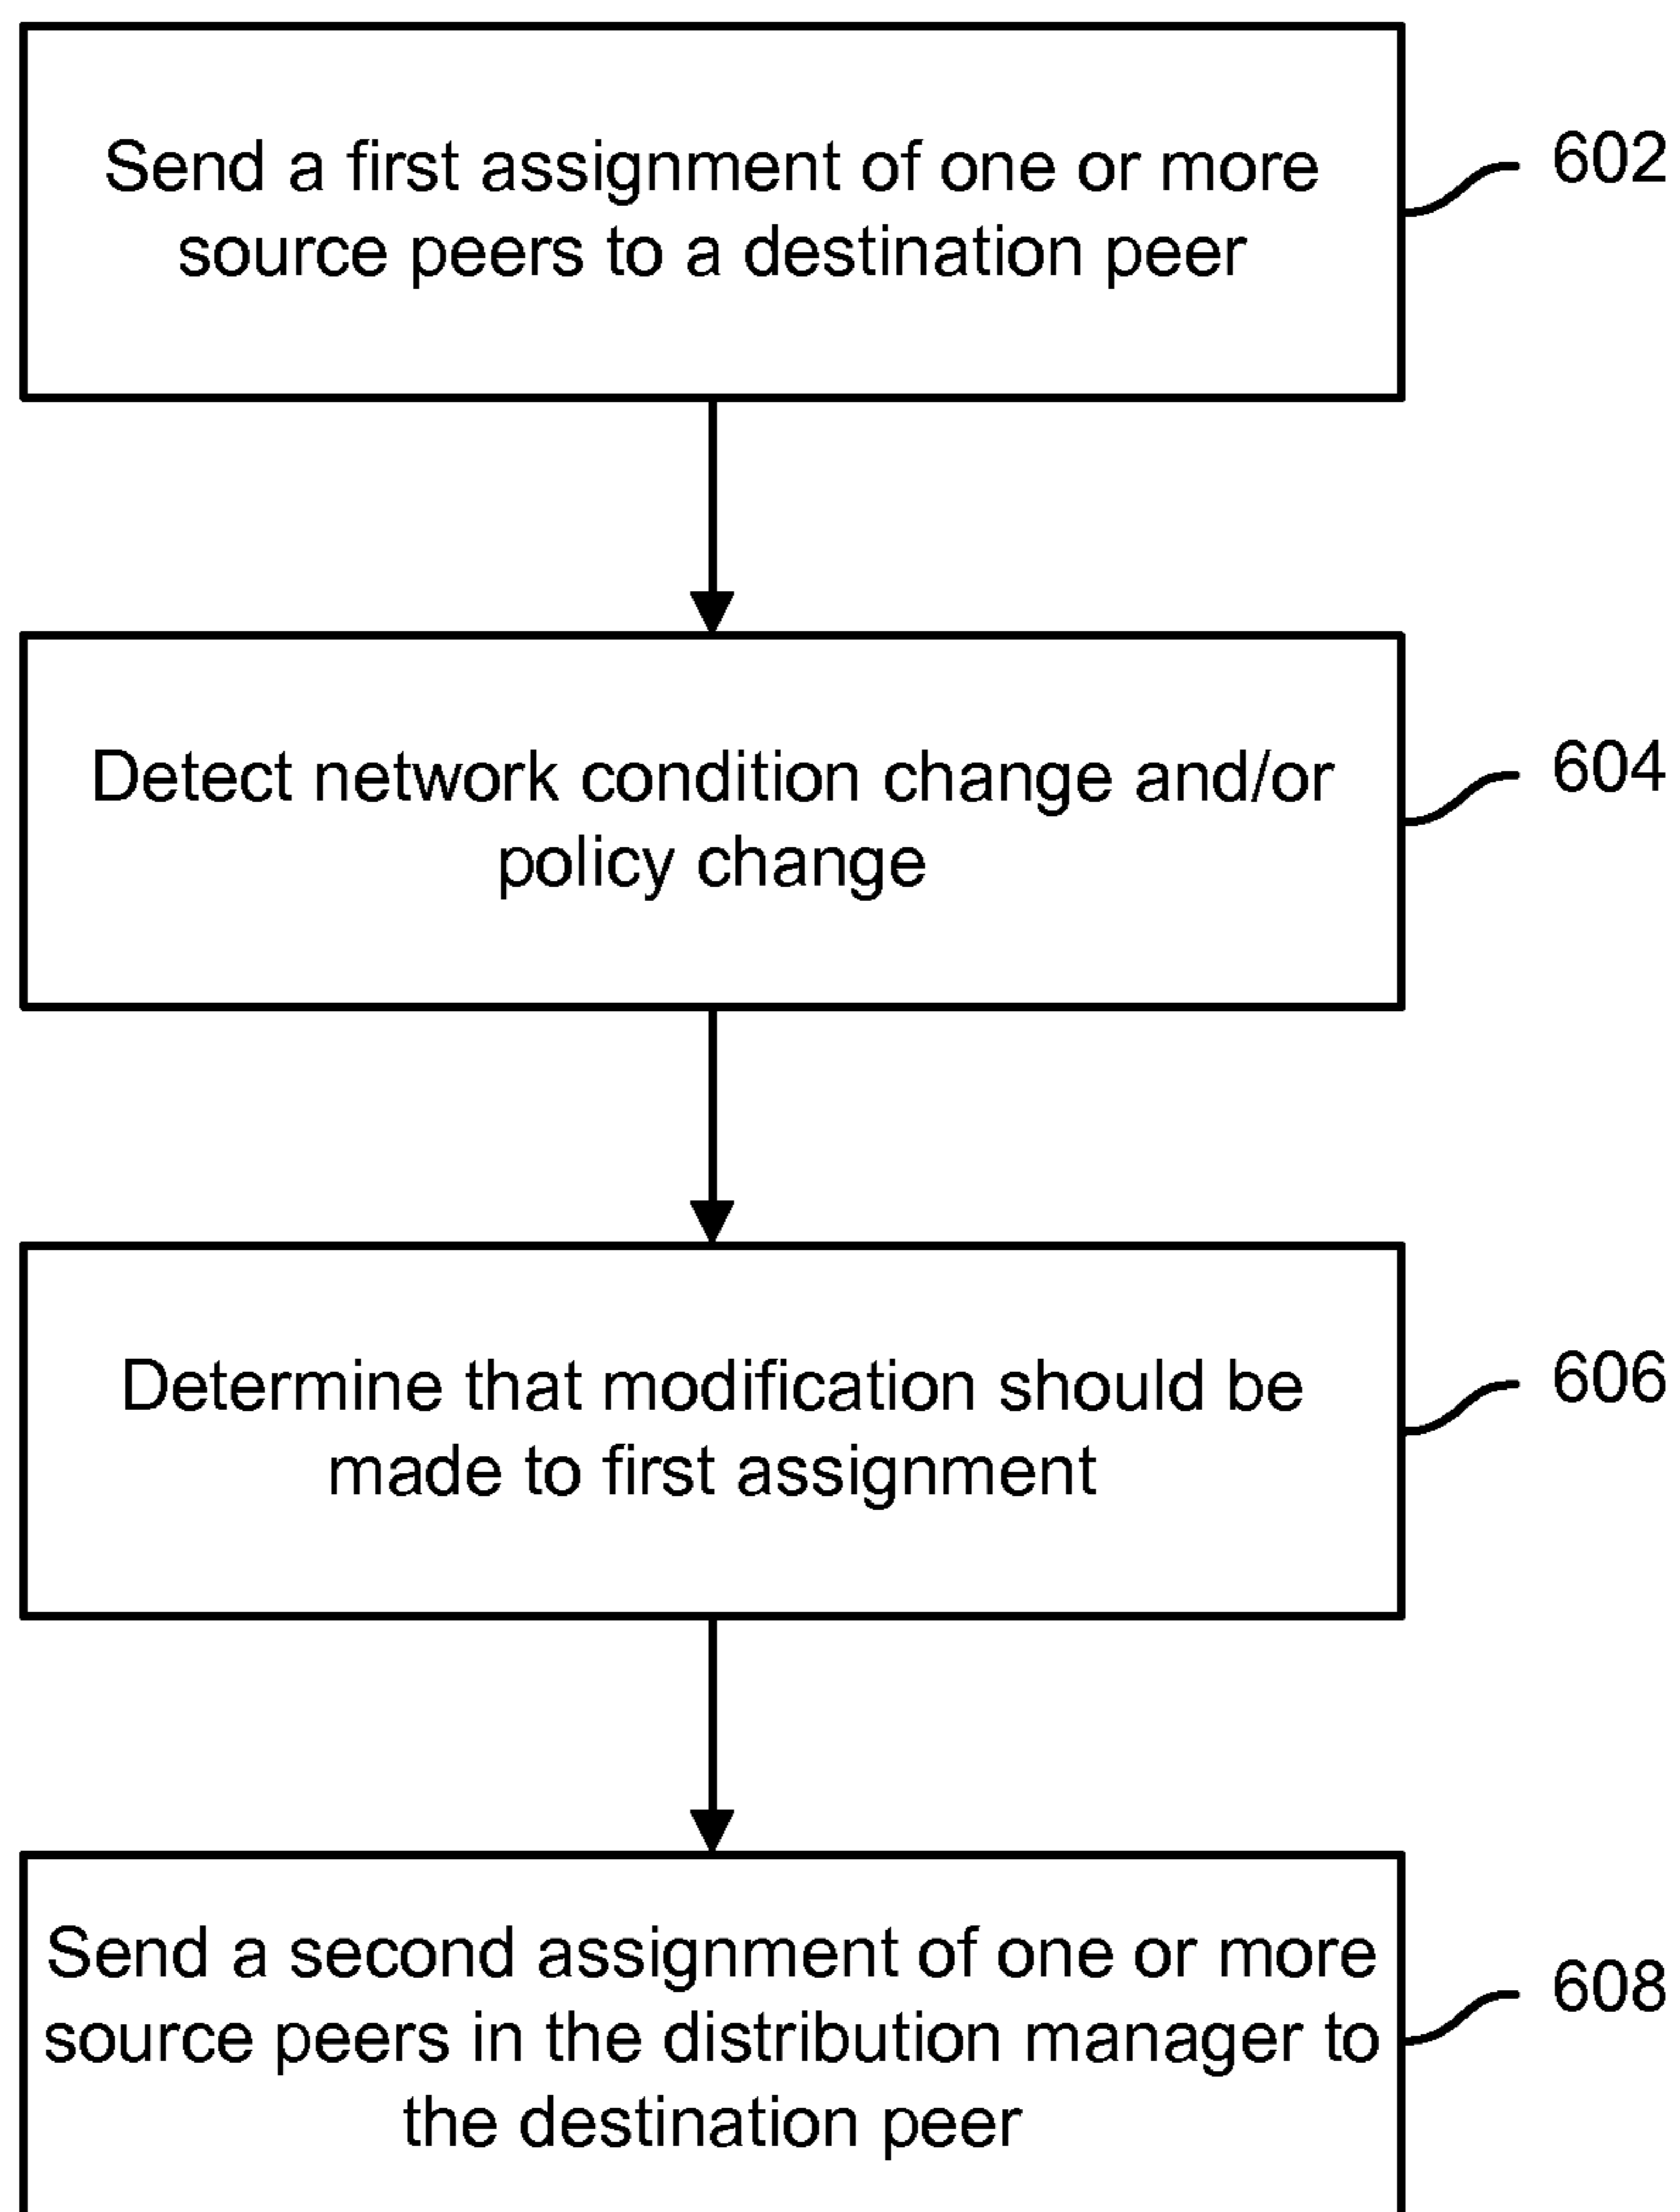 Send a first assignment of one or more
source peers to a destination peer
602
Detect network condition change and/or
policy change
604
Determine that modification should be
made to first assignment
606
Send a second assignment of one or more
source peers in the distribution manager to
the destination peer
608